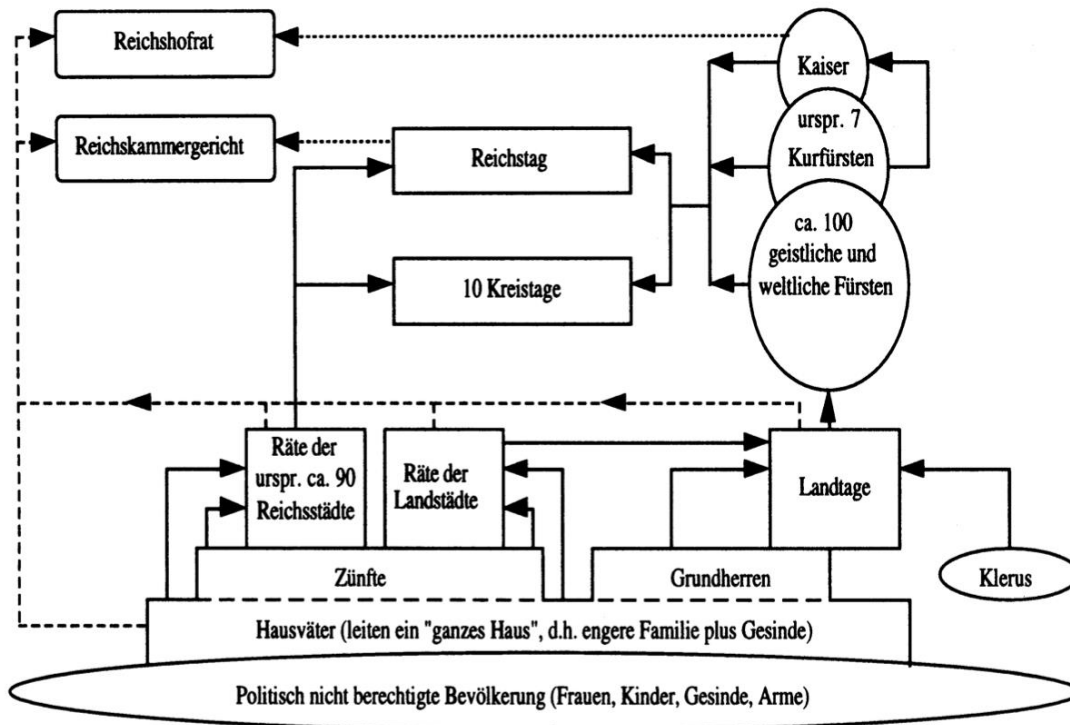 Reichshofrat
Kaiser
urspr. 7
Kurfürsten
Reichskammergericht
Reichstag
ca. 100
geistliche und
weltliche Fürsten
10 Kreistage
Räte der
urspr. ca. 90
Reichsstädte
Räte der
Landstädte
Landtage
Zünfte
Grundherren
Klerus
Hausväter (leiten ein "ganzes Haus", d.h. engere Familie plus Gesinde)
Politisch nicht berechtigte Bevölkerung (Frauen, Kinder, Gesinde, Arme)